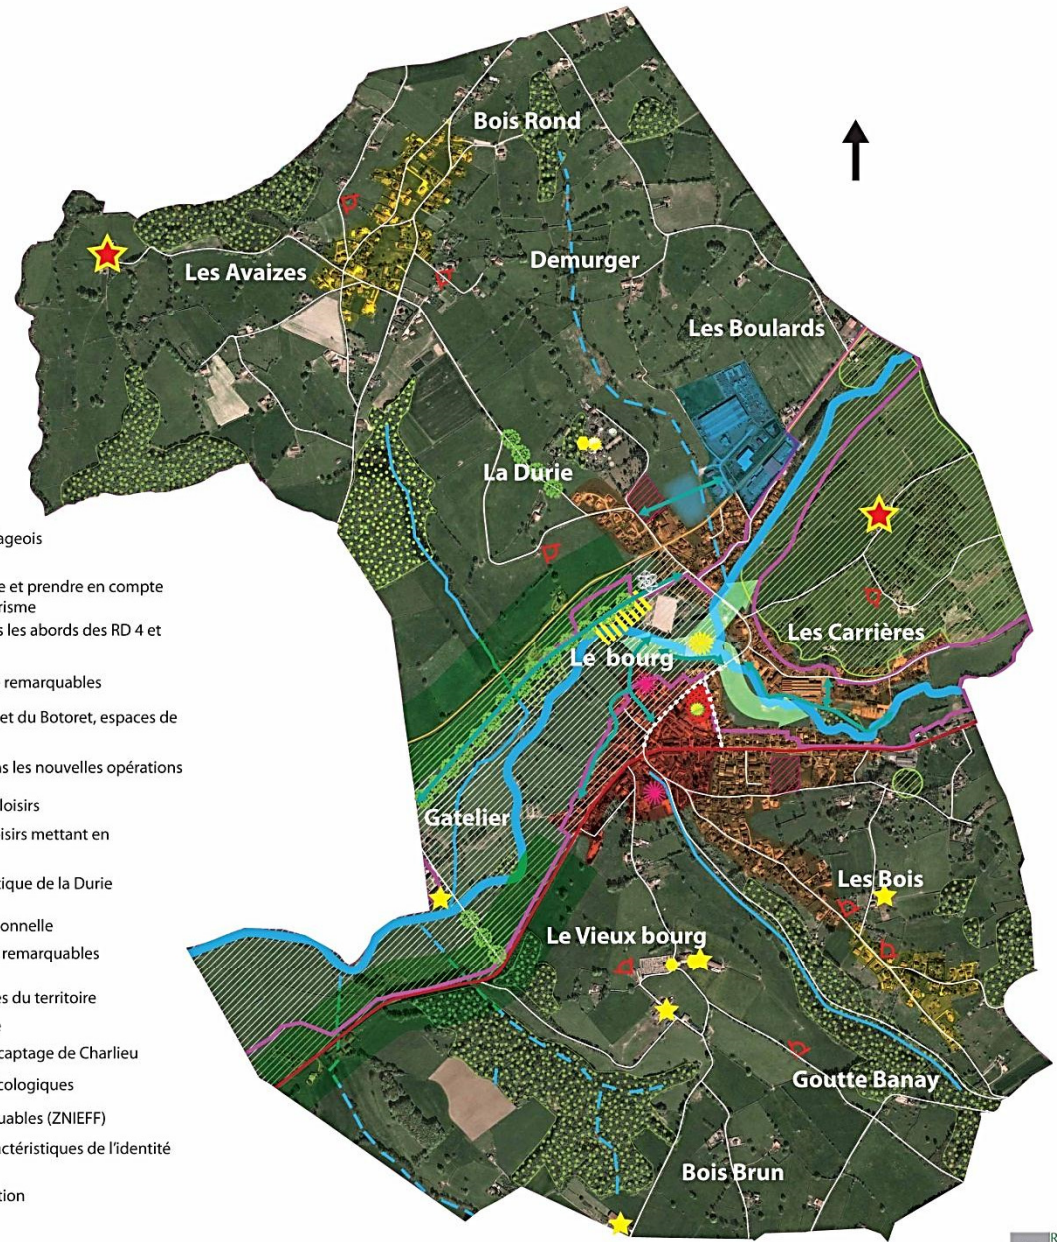 Bois Rond
Demurger
Les Avaizes
Les Boulards
La Durie
ageois
e et prendre en compte
risme
s les abords des RD 4 et
Les Carrières
Le bourg
remarquables
et du Botoret, espaces de
as les nouvelles opérations
loisirs
Gatelier
isirs mettant en
tique de la Durie
Les Bois
onnelle
Le Vieux bourg
remarquables
es du territoire
e
captage de Charlieu
Goutte Banay
cologiques
uables (ZNIEFF)
ctéristiques de l'identité
Bois Brun
tion
R